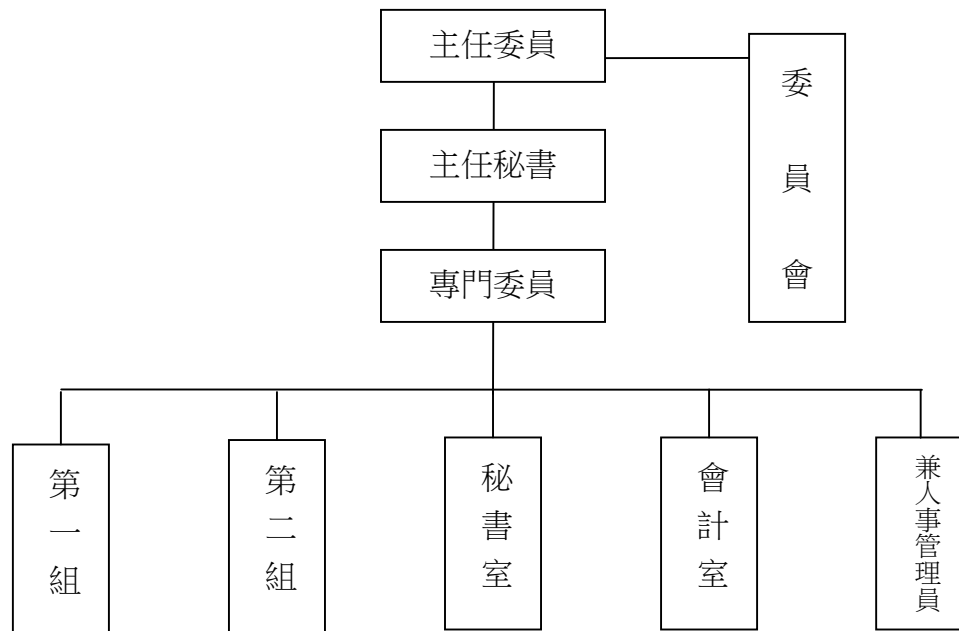 主任委員
委員會
主任秘書
專門委員
第一組
第二組
秘書室
會計室
兼人事管理員